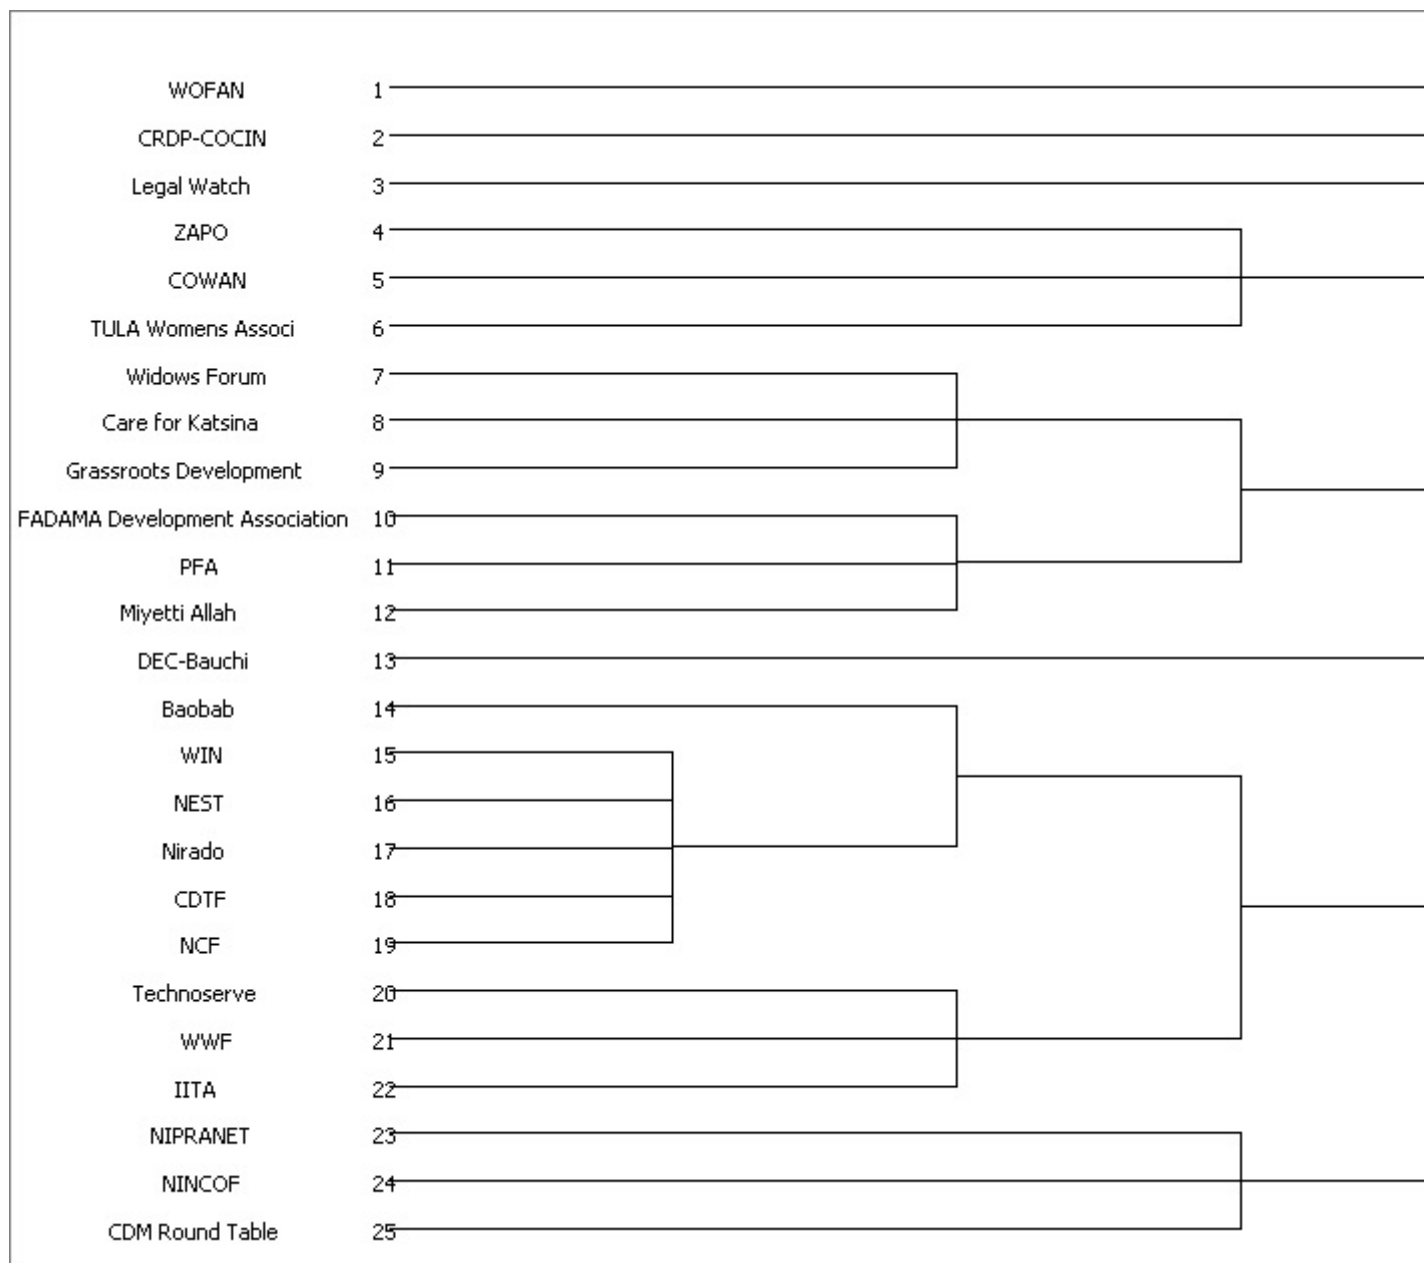 WOFAN 1
CRDP-COCIN 2
Legal Watch 3
ZAPO 4
COWAN 5
TULA Womens Associ 6
Widows Forum 7
Care for Katsina 8
Grassroots Development 9
FADAMA Development Association 10
PFA 11
Miyetti Allah 12
DEC-Bauchi 13
Baobab 14
WIN 15
NEST 16
Nirado 17
CDTF 18
NCF 19
Technoserve 20
WWF 21
IITA 22
NIPRANET 23
NINCOF 24
CDM Round Table 25